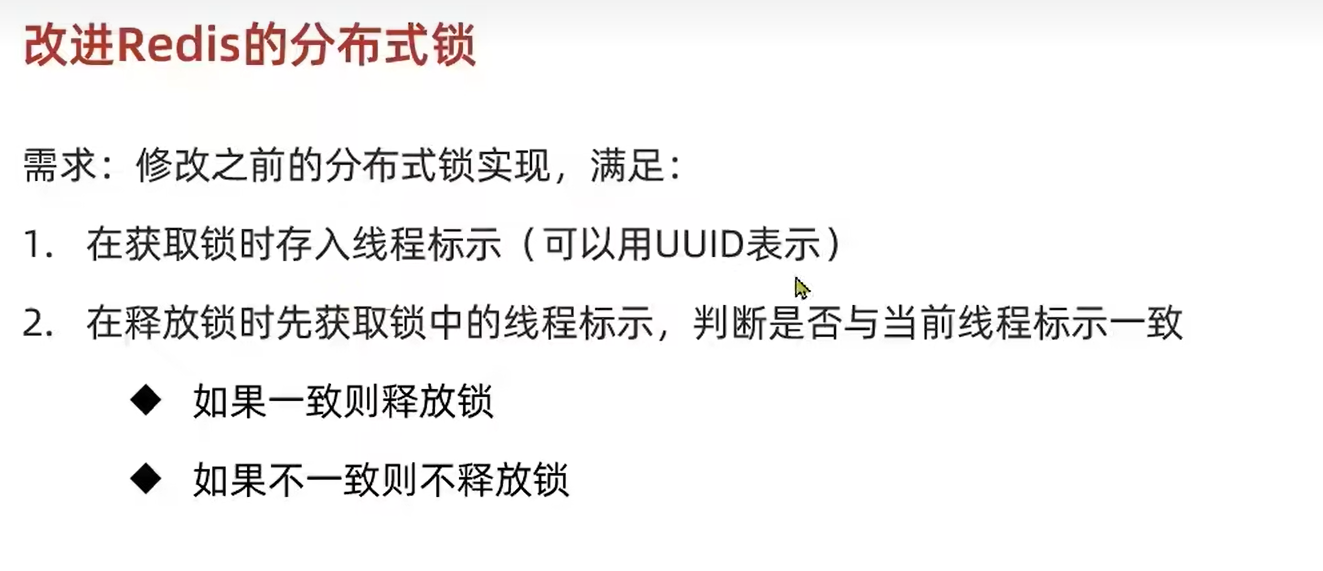 改进Redis的分布式锁
需求：修改之前的分布式锁实现，满足：
1. 在获取锁时存入线程标示（可以用UUID表示）
2. 在释放锁时先获取锁中的线程标示，判断是否与当前线程标示一致
◆ 如果一致则释放锁
◆ 如果不一致则不释放锁